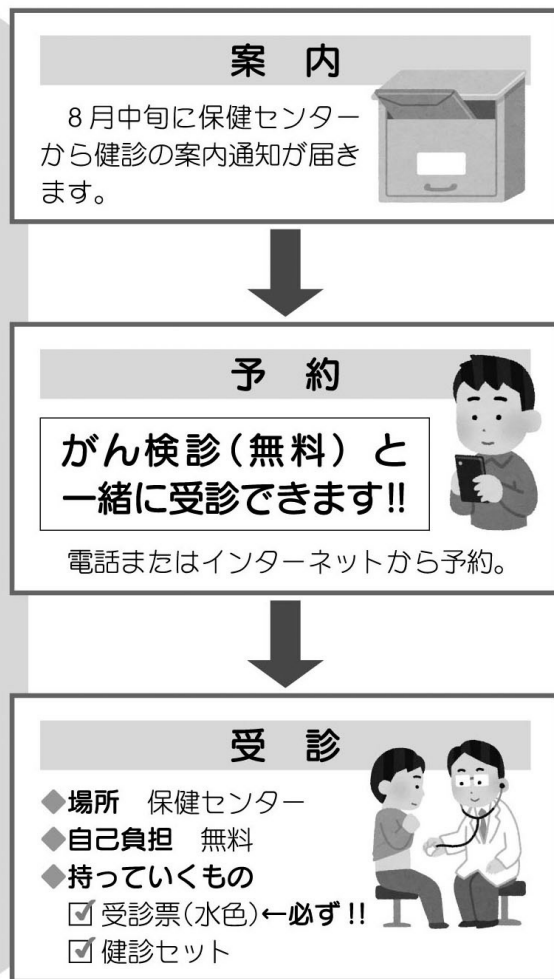 案 内
8月中旬に保健センター
から健診の案内通知が届き
ます。
予 約
がん検診(無料)と
一緒に受診できます!!
電話またはインターネットから予約。
受 診
◆場所 保健センター
◆自己負担 無料
◆持っていくもの
☑受診票(水色)←必ず!!
☑健診セット